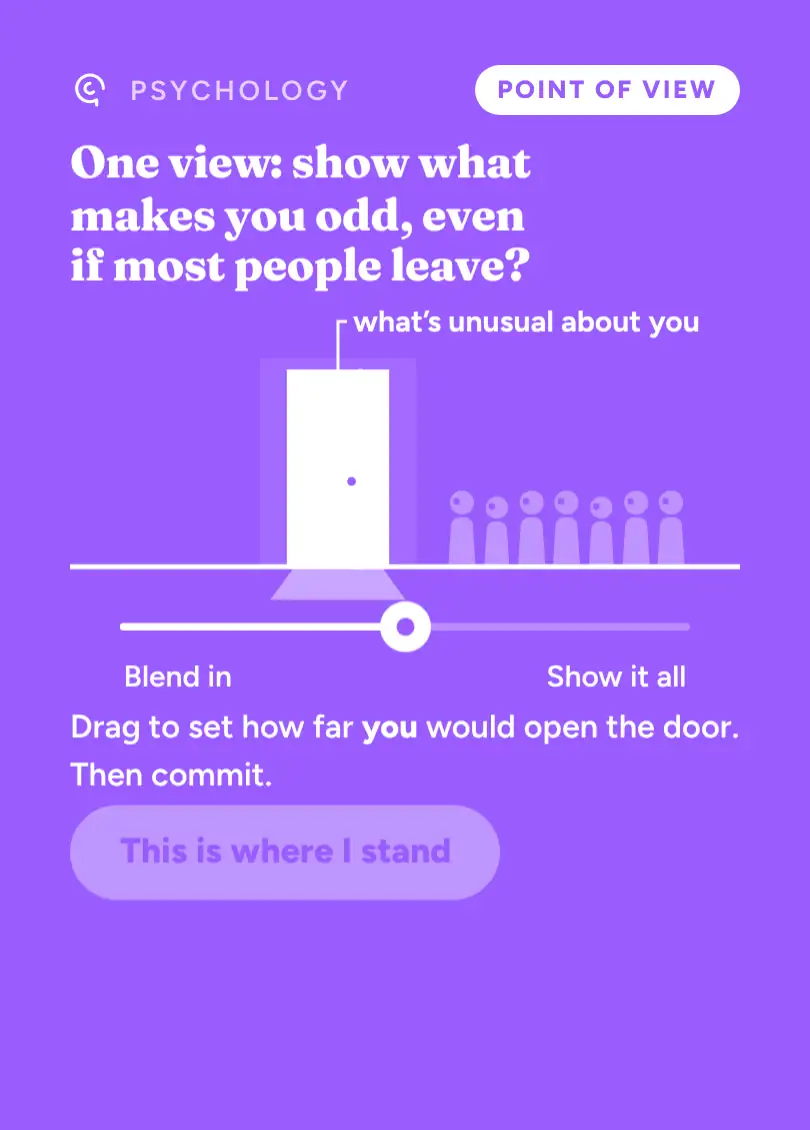 PSYCHOLOGY
POINT OF VIEW
One view: show what
makes you odd, even
if most people leave?
what's unusual about you
Blend in
Show it all
Drag to set how far you would open the door.
Then commit.
This is where I stand